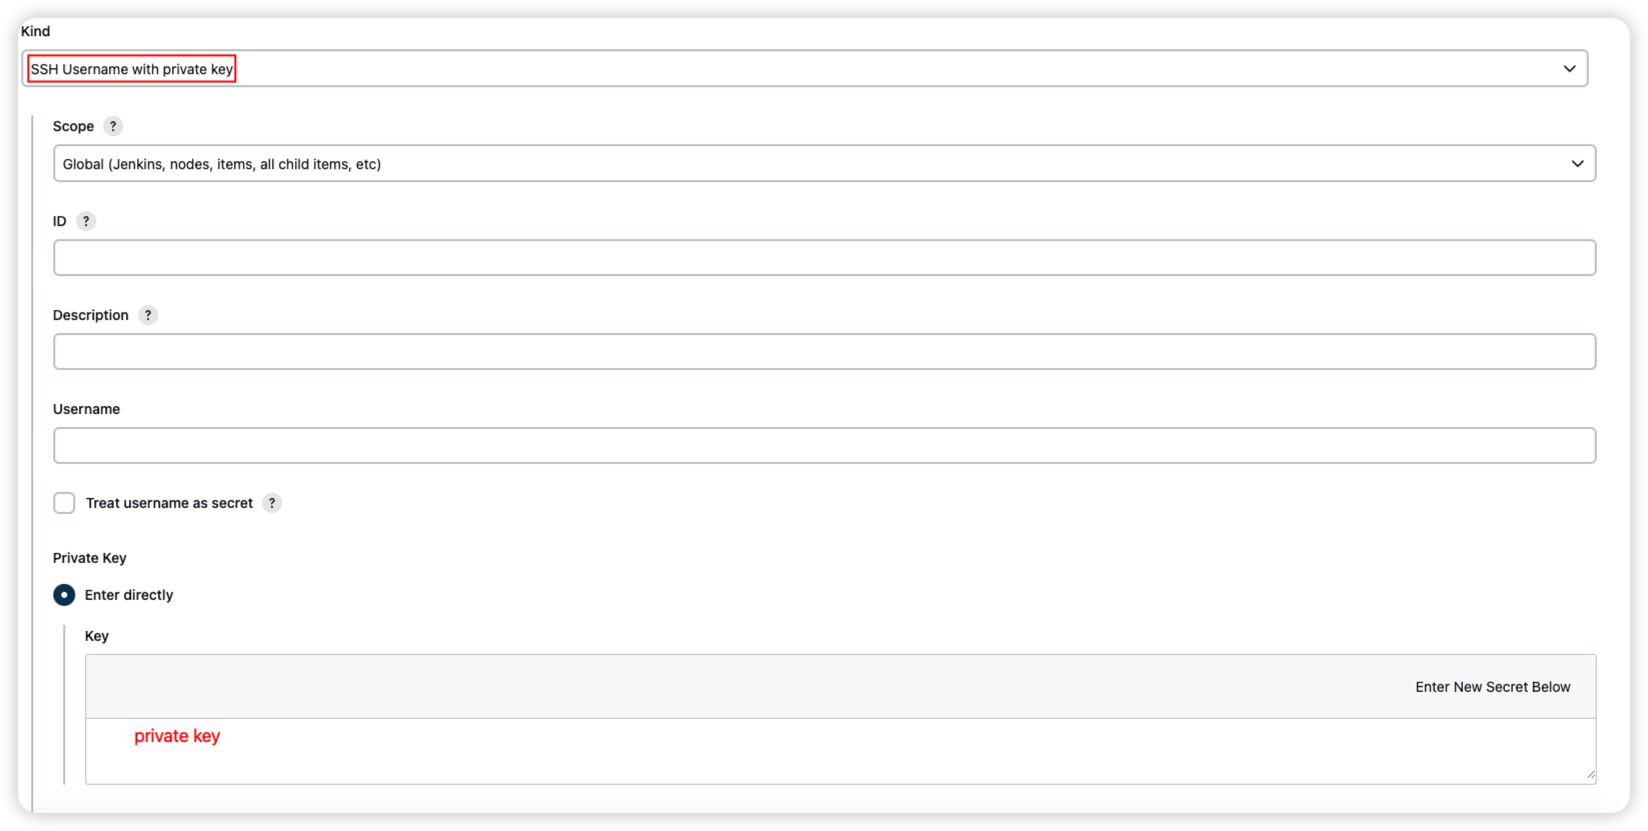 Kind
SSH Username with private key
Scope ?
Global (Jenkins, nodes, items, all child items, etc)
ID ?
Description ?
Username
Treat username as secret ?
Private Key
Enter directly
Key
Enter New Secret Below
private key